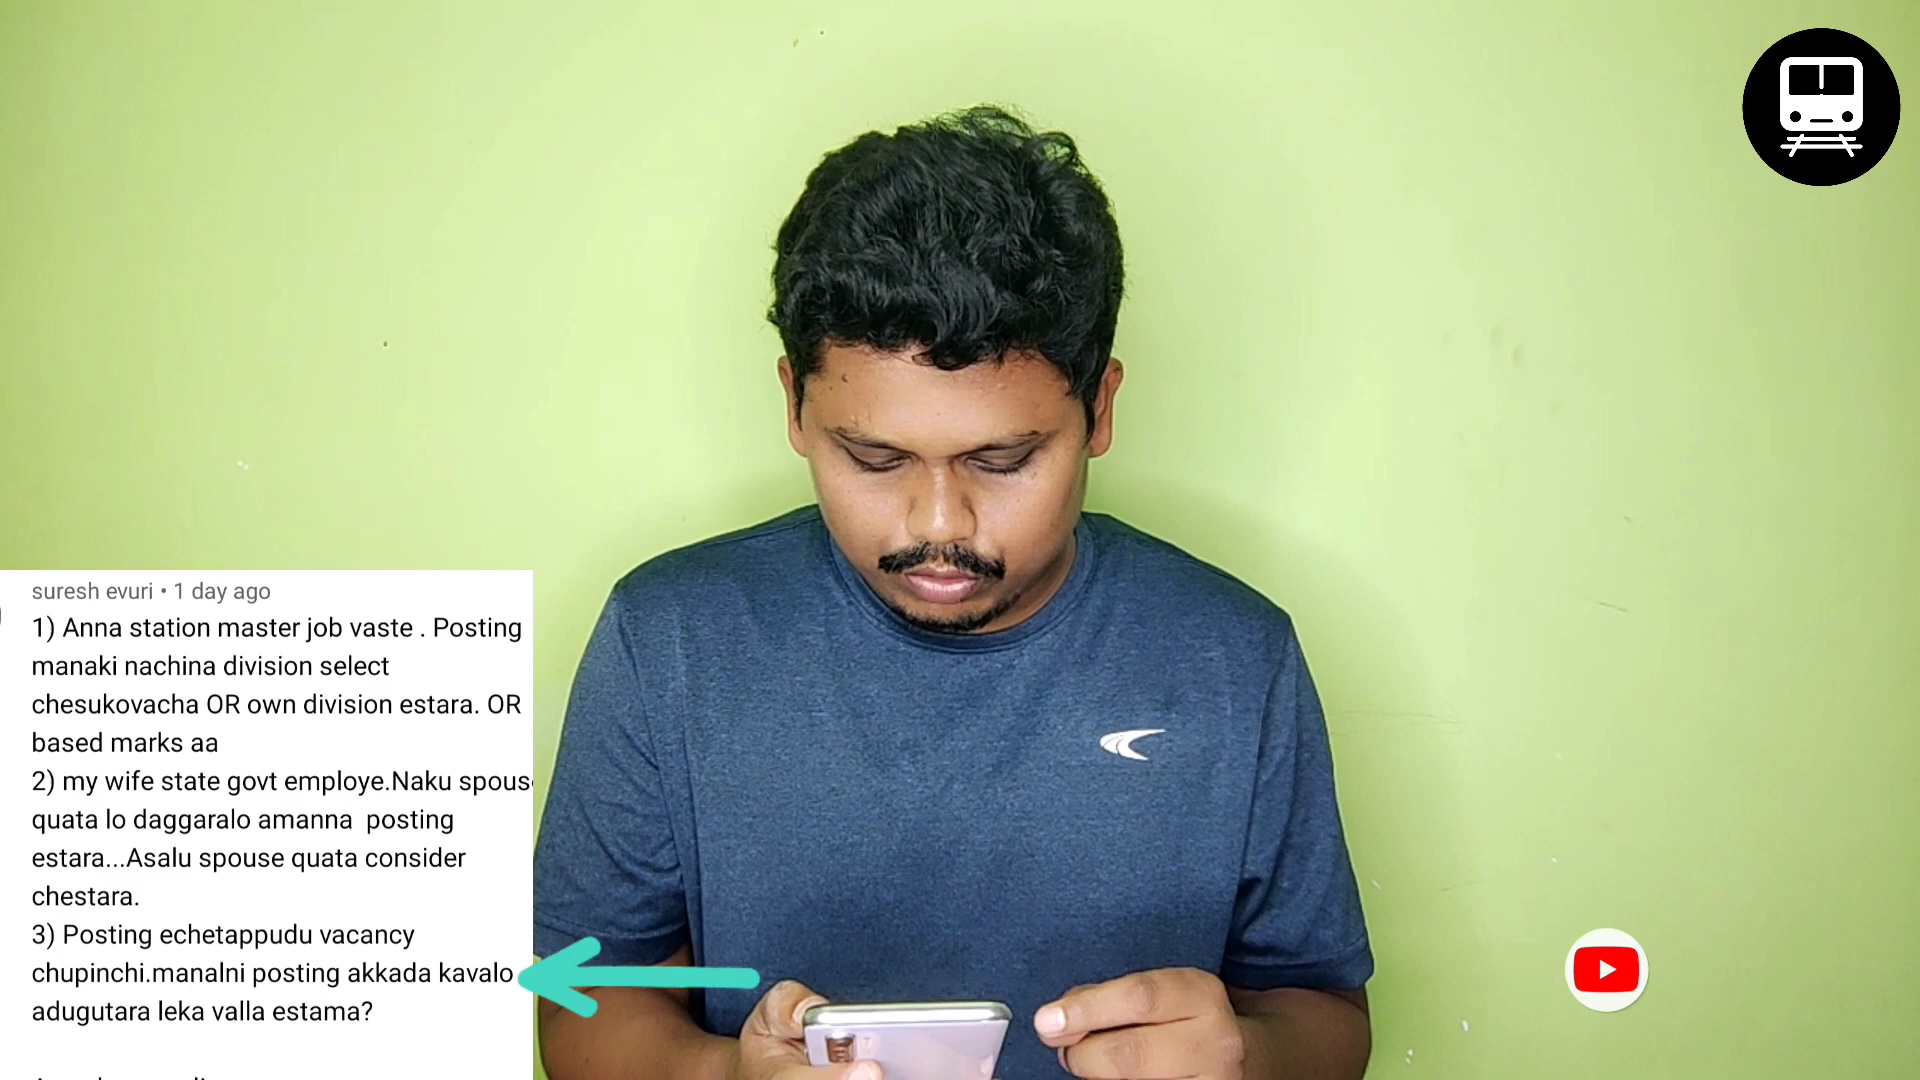 suresh evuri • 1 day ago
1) Anna station master job vaste . Posting
manaki nachina division select
chesukovacha OR own division estara. OR
based marks aa
2) my wife state govt employe.Naku spous
quata lo daggaralo amanna  posting
estara...Asalu spouse quata consider
chestara.
3) Posting echetappudu vacancy
chupinchi.manalni posting akkada kavalo
adugutara leka valla estama?